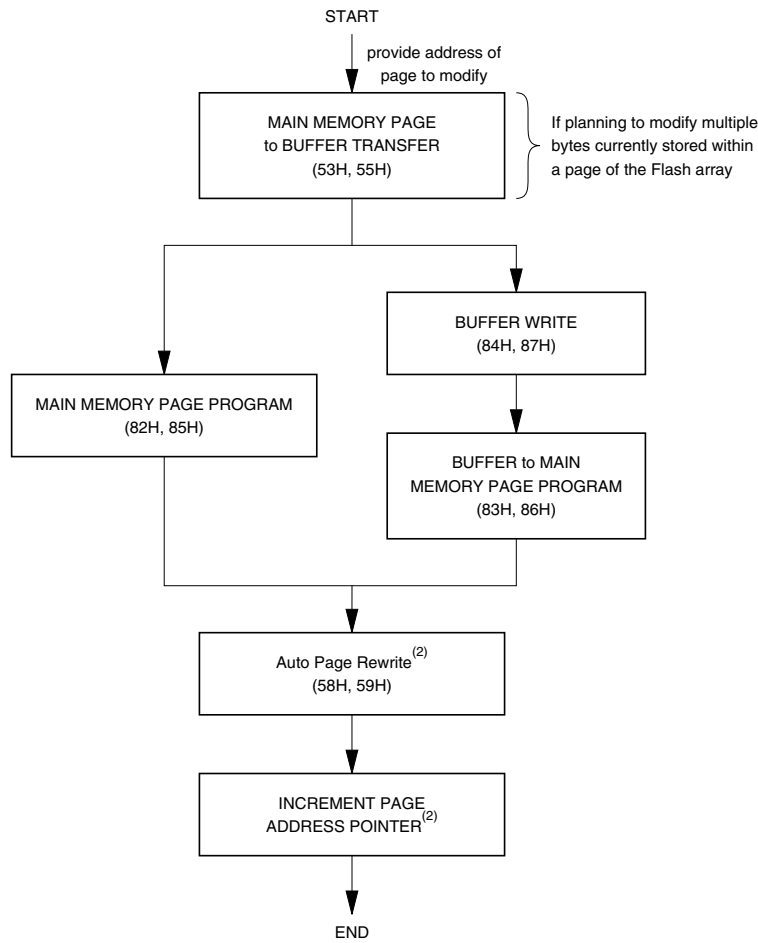 START
provide address of
page to modify
MAIN MEMORY PAGE
to BUFFER TRANSFER
(53H, 55H)
If planning to modify multiple
bytes currently stored within
a page of the Flash array
BUFFER WRITE
(84H, 87H)
MAIN MEMORY PAGE PROGRAM
(82H, 85H)
BUFFER to MAIN
MEMORY PAGE PROGRAM
(83H, 86H)
Auto Page Rewrite(2)
(58H, 59H)
INCREMENT PAGE
ADDRESS POINTER(2)
END